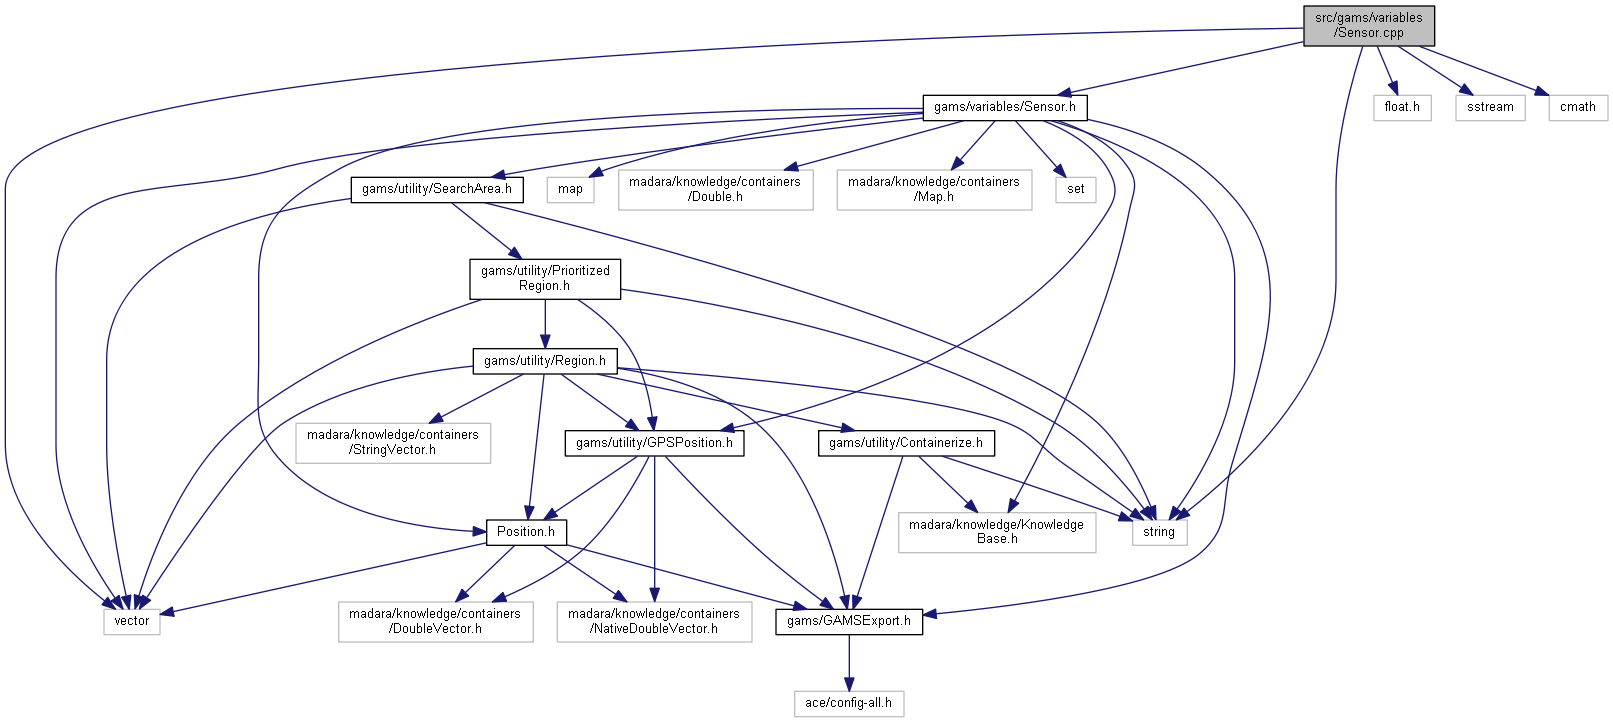 src/gams/variables
/Sensor.cpp
gams/variables/Sensor.h
float.h
sstream
cmath
gams/utility/SearchArea.h
map
madara/knowledge/containers
/Double.h
madara/knowledge/containers
/Map.h
set
gams/utility/Prioritized
Region.h
gams/utility/Region.h
madara/knowledge/containers
/StringVector.h
gams/utility/GPSPosition.h
gams/utility/Containerize.h
Position.h
madara/knowledge/Knowledge
Base.h
string
vector
madara/knowledge/containers
/DoubleVector.h
madara/knowledge/containers
/NativeDoubleVector.h
gams/GAMSExport.h
ace/config-all.h